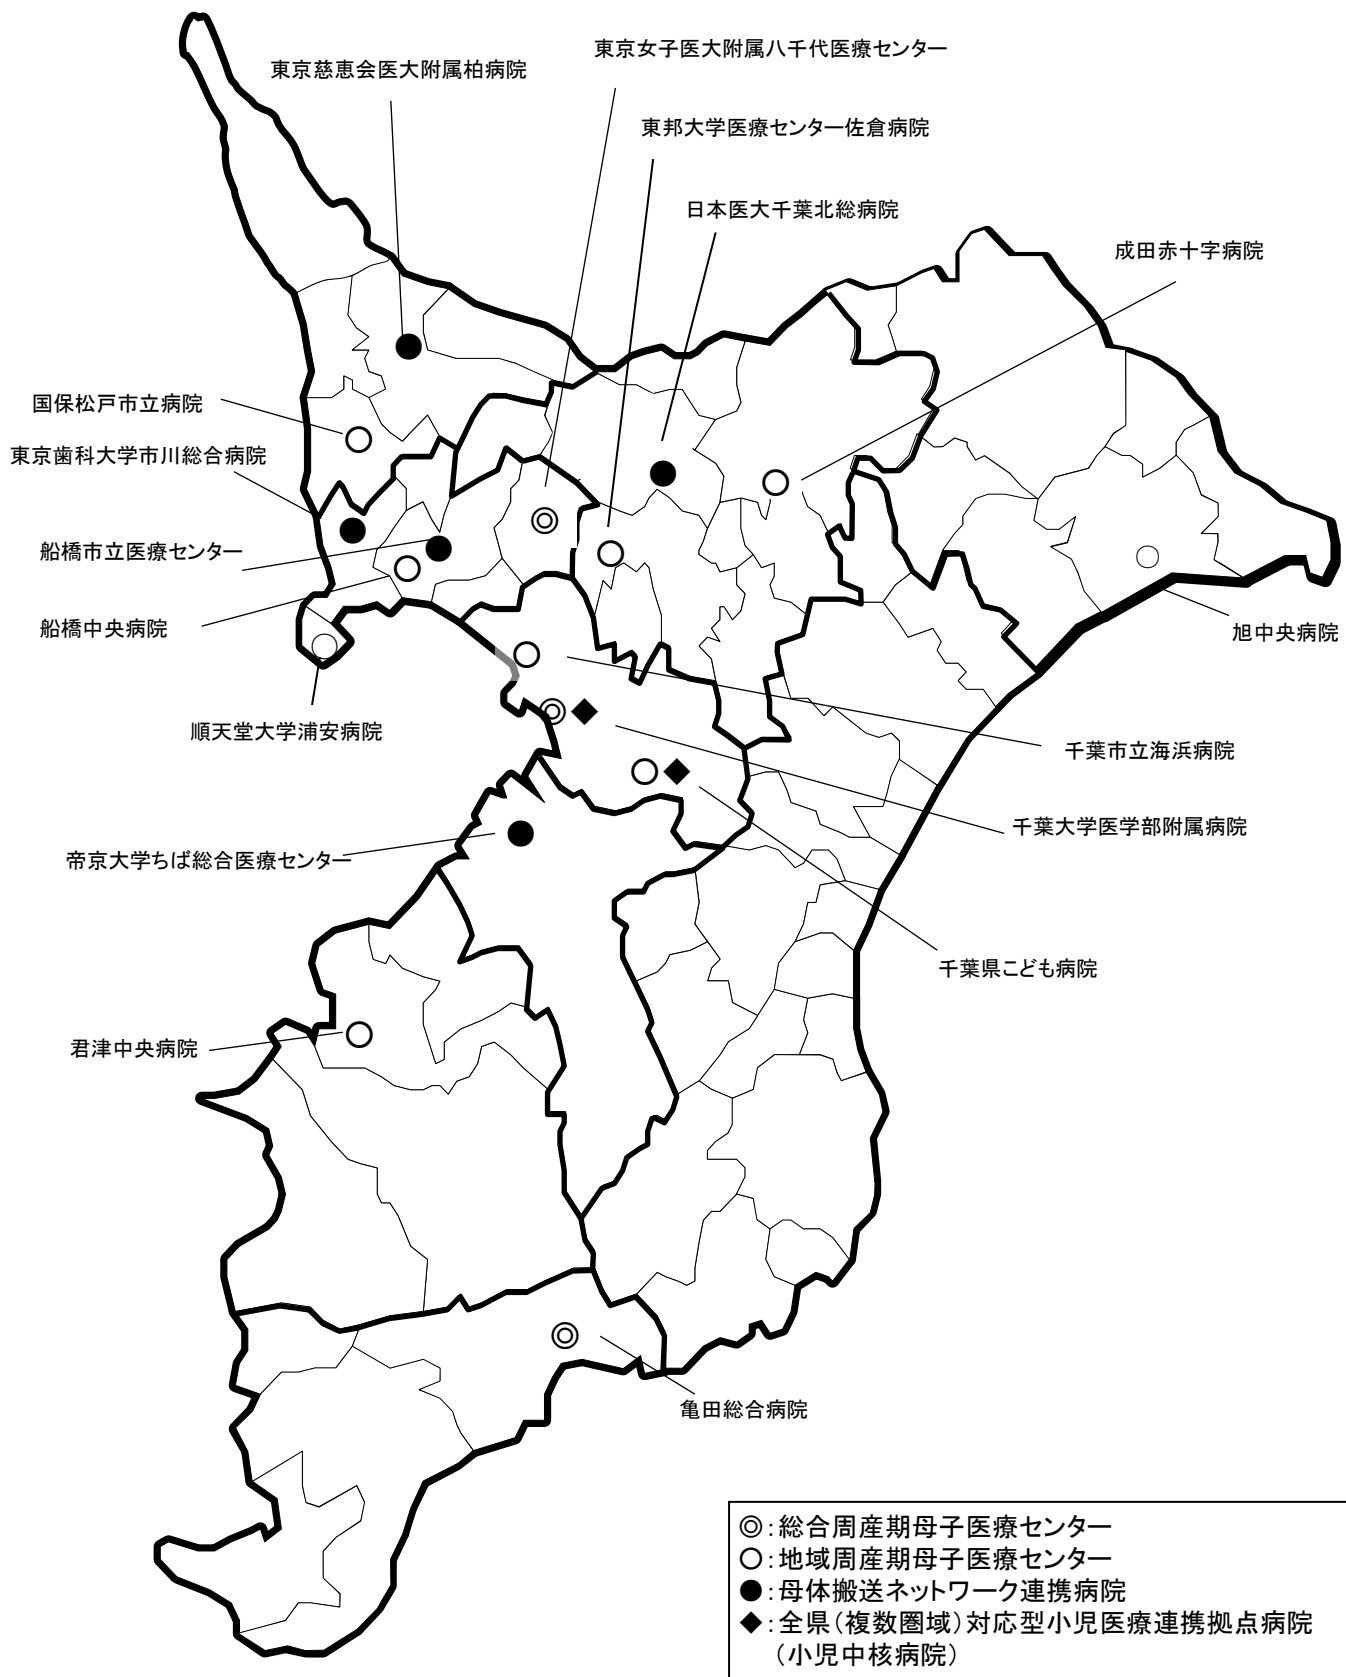 東京女子医大附属八千代医療センター
東京慈恵会医大附属柏病院
東邦大学医療センター佐倉病院
日本医大千葉北総病院
成田赤十字病院
国保松戸市立病院
東京歯科大学市川総合病院
船橋市立医療センター
船橋中央病院
旭中央病院
順天堂大学浦安病院
千葉市立海浜病院
千葉大学医学部附属病院
帝京大学ちば総合医療センター
千葉県こども病院
君津中央病院
亀田総合病院
◎:総合周産期母子医療センター
○:地域周産期母子医療センター
●:母体搬送ネットワーク連携病院
◆:全県(複数圏域)対応型小児医療連携拠点病院
(小児中核病院)